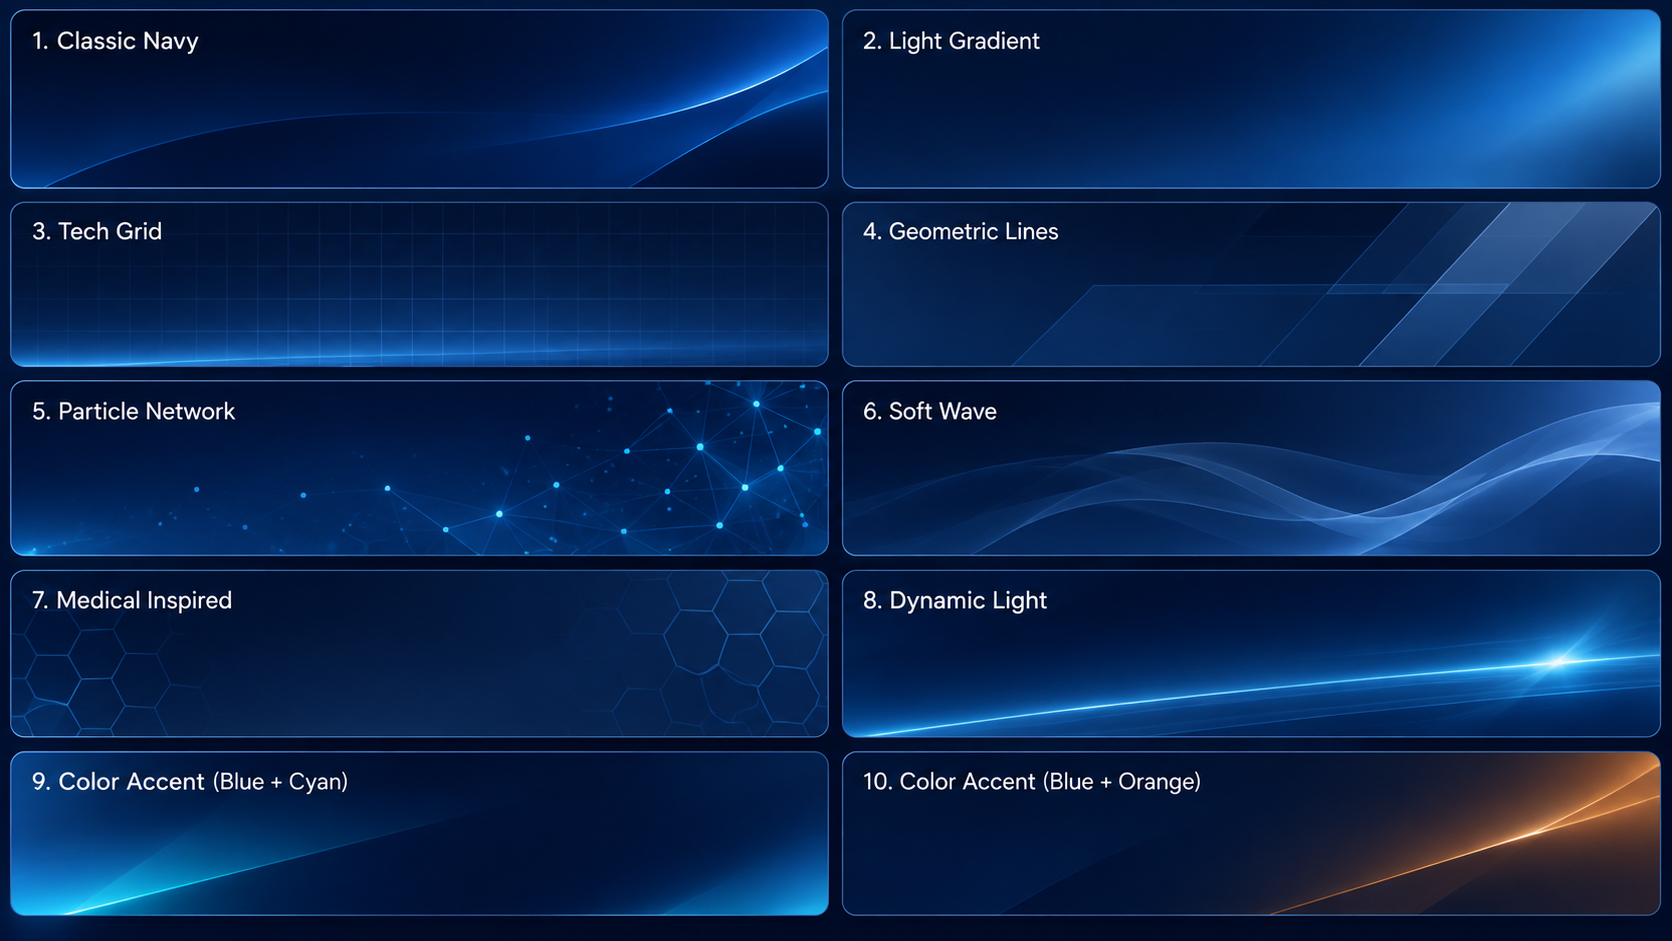 1. Classic Navy
2. Light Gradient
3. Tech Grid
4. Geometric Lines
5. Particle Network
6. Soft Wave
7. Medical Inspired
8. Dynamic Light
9. Color Accent (Blue + Cyan)
10. Color Accent (Blue + Orange)